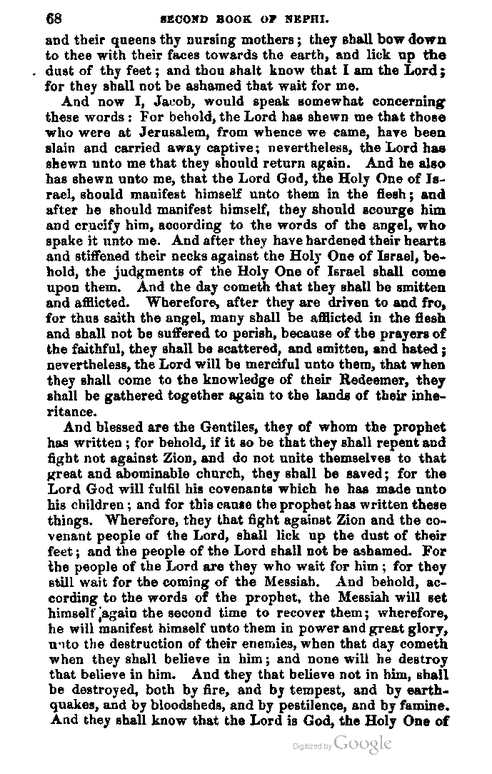 68 SECOND BOOK OF NEPHI.
and their queens thy nursing mothers; they shall bow down
to thee with their faces towards the earth, and lick up the
dust of thy feet; and thou shalt know that I am the Lord;
for they shall not be ashamed that wait for me.
And now I, Jacob, would speak somewhat concerning
these words: For behold, the Lord has shewn me that those
who were at Jerusalem, from whence we came, have been
slain and carried away captive; nevertheless, the Lord has
shewn unto me that they should return again. And he also
has shewn unto me, that the Lord God, the Holy One of Is-
rael, should manifest himself unto them in the flesh; and
after he should manifest himself, they should scourge him
and crucify him, according to the words of the angel, who
spake it unto me. And after they have hardened their hearts
and stiffened their necks against the Holy One of Israel, be-
hold, the judgments of the Holy One of Israel shall come
upon them. And the day cometh that they shall be smitten
and afflicted. Wherefore, after they are driven to and fro,
for thus saith the angel, many shall be afflicted in the flesh
and shall not be suffered to perish, because of the prayers of
the faithful, they shall be scattered, and smitten, and hated;
nevertheless, the Lord will be merciful unto them, that when
they shall come to the knowledge of their Redeemer, they
shall be gathered together again to the lands of their inhe-
ritance.
And blessed are the Gentiles, they of whom the prophet
has written; for behold, if it so be that they shall repent and
fight not against Zion, and do not unite themselves to that
great and abominable church, they shall be saved; for the
Lord God will fulfil his covenants which he has made unto
his children; and for this cause the prophet has written these
things. Wherefore, they that fight against Zion and the co-
venant people of the Lord, shall lick up the dust of their
feet; and the people of the Lord shall not be ashamed. For
the people of the Lord are they who wait for him; for they
still wait for the coming of the Messiah. And behold, ac-
cording to the words of the prophet, the Messiah will set
himself again the second time to recover them; wherefore,
he will manifest himself unto them in power and great glory,
unto the destruction of their enemies, when that day cometh
when they shall believe in him; and none will he destroy
that believe in him. And they that believe not in him, shall
be destroyed, both by fire, and by tempest, and by earth-
quakes, and by bloodsheds, and by pestilence, and by famine.
And they shall know that the Lord is God, the Holy One of
Digitized by Google